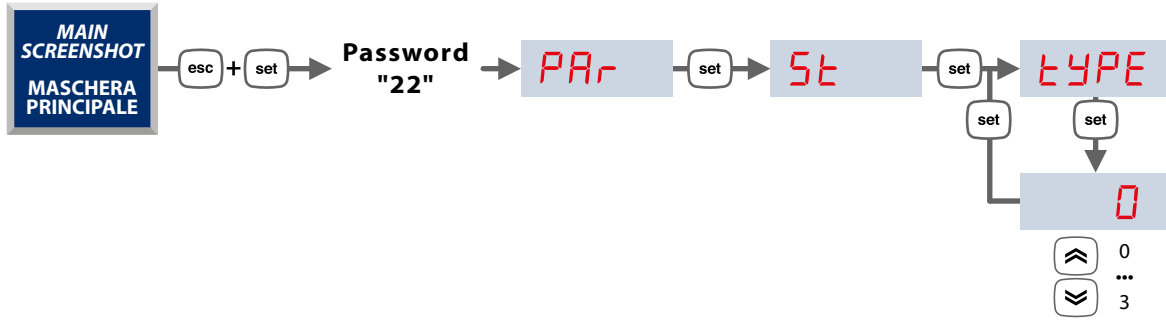 MAIN
SCREENSHOT
MASCHERA
PRINCIPALE
esc + set
Password
"22"
PAr
set
St
set
tYPE
set
set
0
0
...
3